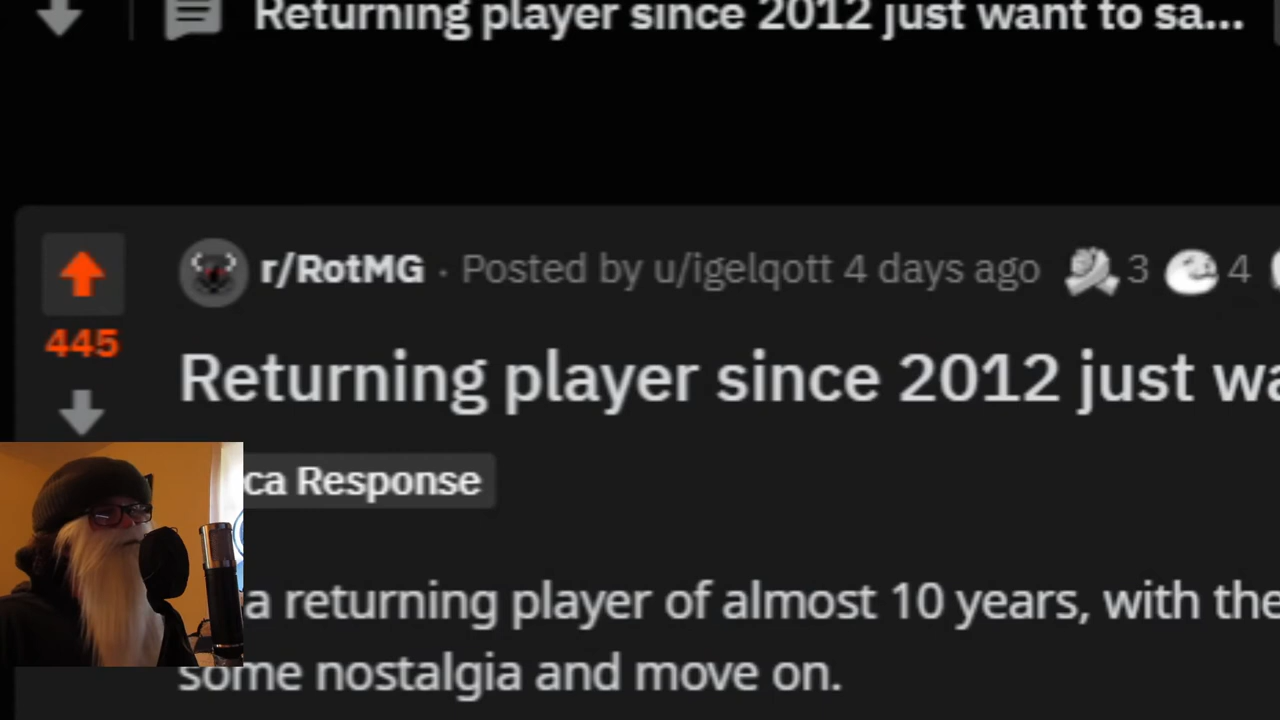 Returning player since 2012 just want to sa...
r/RotMG · Posted by u/igelqott 4 days ago 3 4
445
Returning player since 2012 just wa
ca Response
a returning player of almost 10 years, with the
some nostalgia and move on.